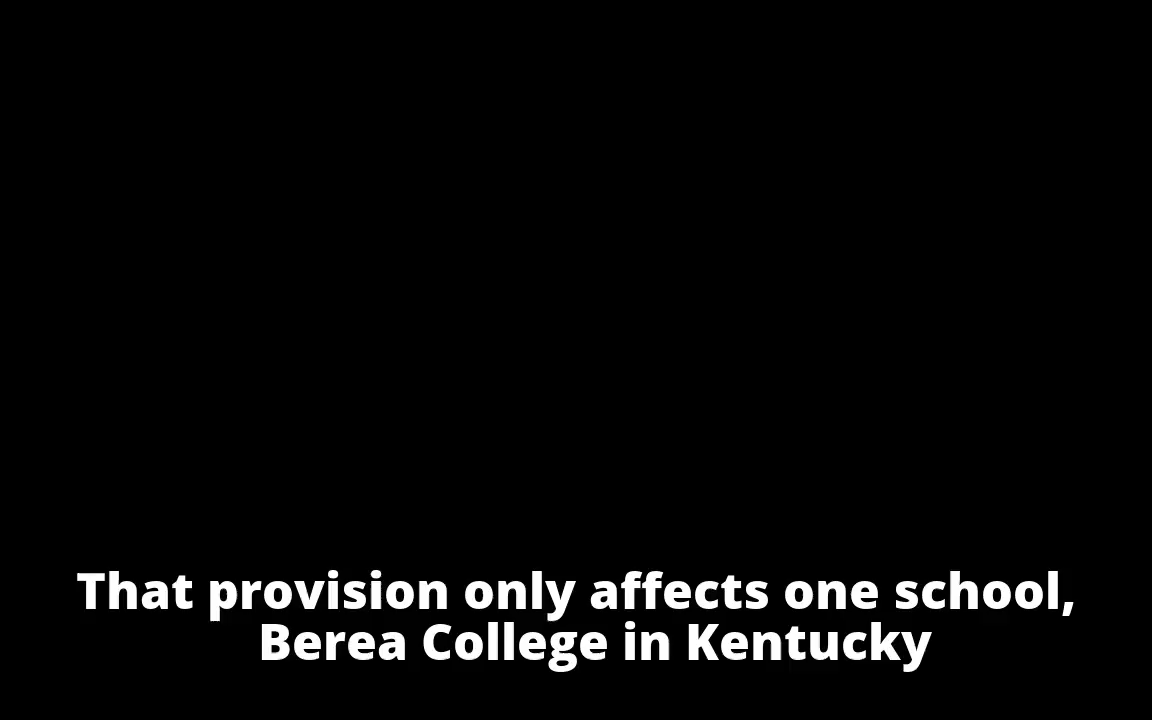 That provision only affects one school,
Berea College in Kentucky